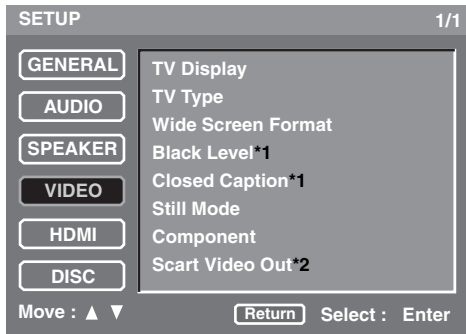 SETUP 1/1
GENERAL
AUDIO
SPEAKER
VIDEO
HDMI
DISC
TV Display
TV Type
Wide Screen Format
Black Level*1
Closed Caption*1
Still Mode
Component
Scart Video Out*2
Move : ▲ ▼ Return Select : Enter